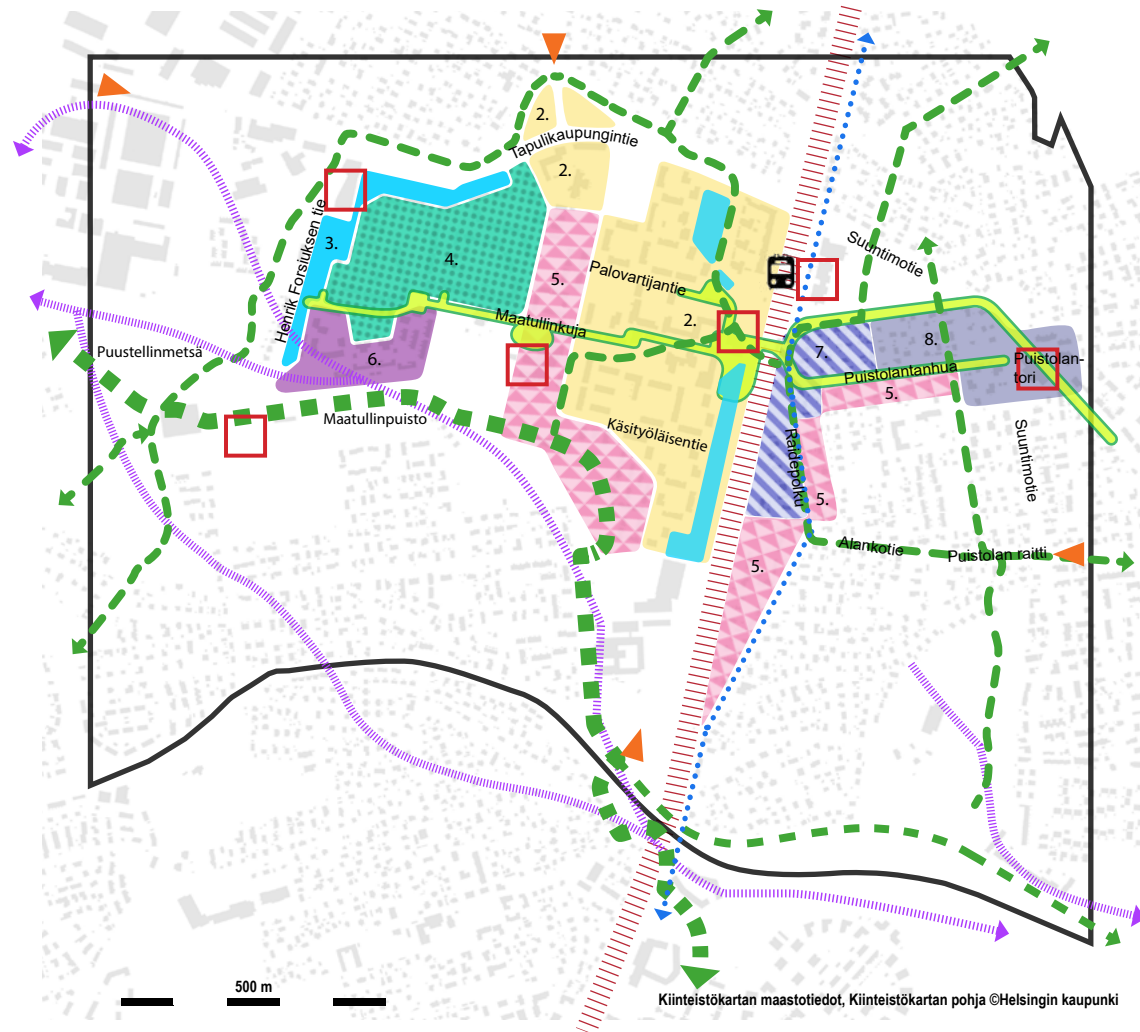 2.
Tapulikaupungintie
2.
Henrik Forsiuksen tie
3.
4.
5.
Palovartijantie
2.
Maatullinkuja
Suuntimotie
7.
8.
Puistolantanhua
Puistolan-
tori
5.
Puustellinmetsä
6.
Maatullinpuisto
Käsityöläisentie
Raidepolku
Suuntimotie
5.
5.
Alankotie
Puistolan raitti
500 m
Kiinteistökartan maastotiedot, Kiinteistökartan pohja ©Helsingin kaupunki